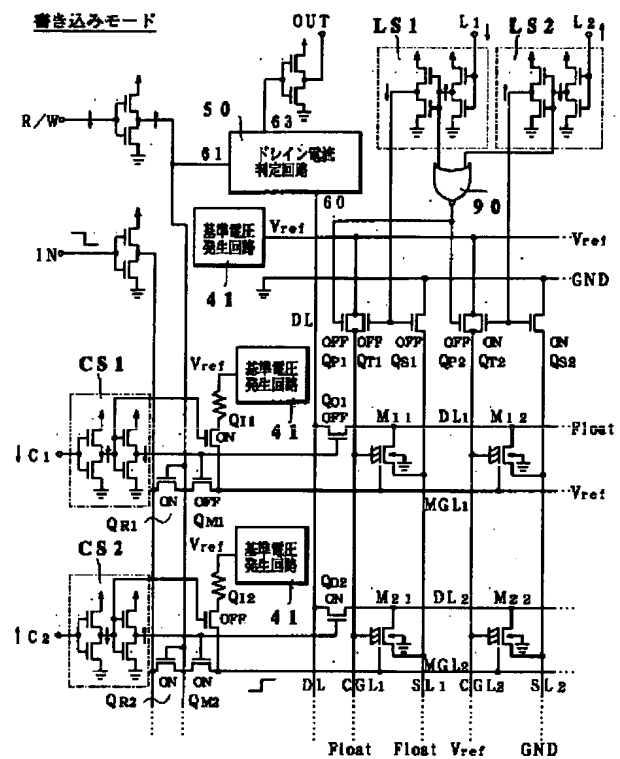 書き込みモード
OUT
LS1
L1
LS2
L2
R/W
50
63
61
ドレイン電流
判定回路
60
90
基準電圧
発生回路
Vref
Vref
IN
41
GND
DL
OFF
OFF
OFF
OFF
ON
ON
QP1
QT1
QS1
QP2
QT2
QS2
CS1
Vref
基準電圧
発生回路
QI1
ON
41
QD1
OFF
M11
DL1
M12
Float
C1
Vref
ON
OFF
MGL1
QR1
QM1
CS2
Vref
基準電圧
発生回路
QI2
OFF
41
QD2
ON
M21
DL2
M22
C2
MGL2
ON
ON
QR2
QM2
DL
CGL1
SL1
CGL2
SL2
Float
Float
Vref
GND